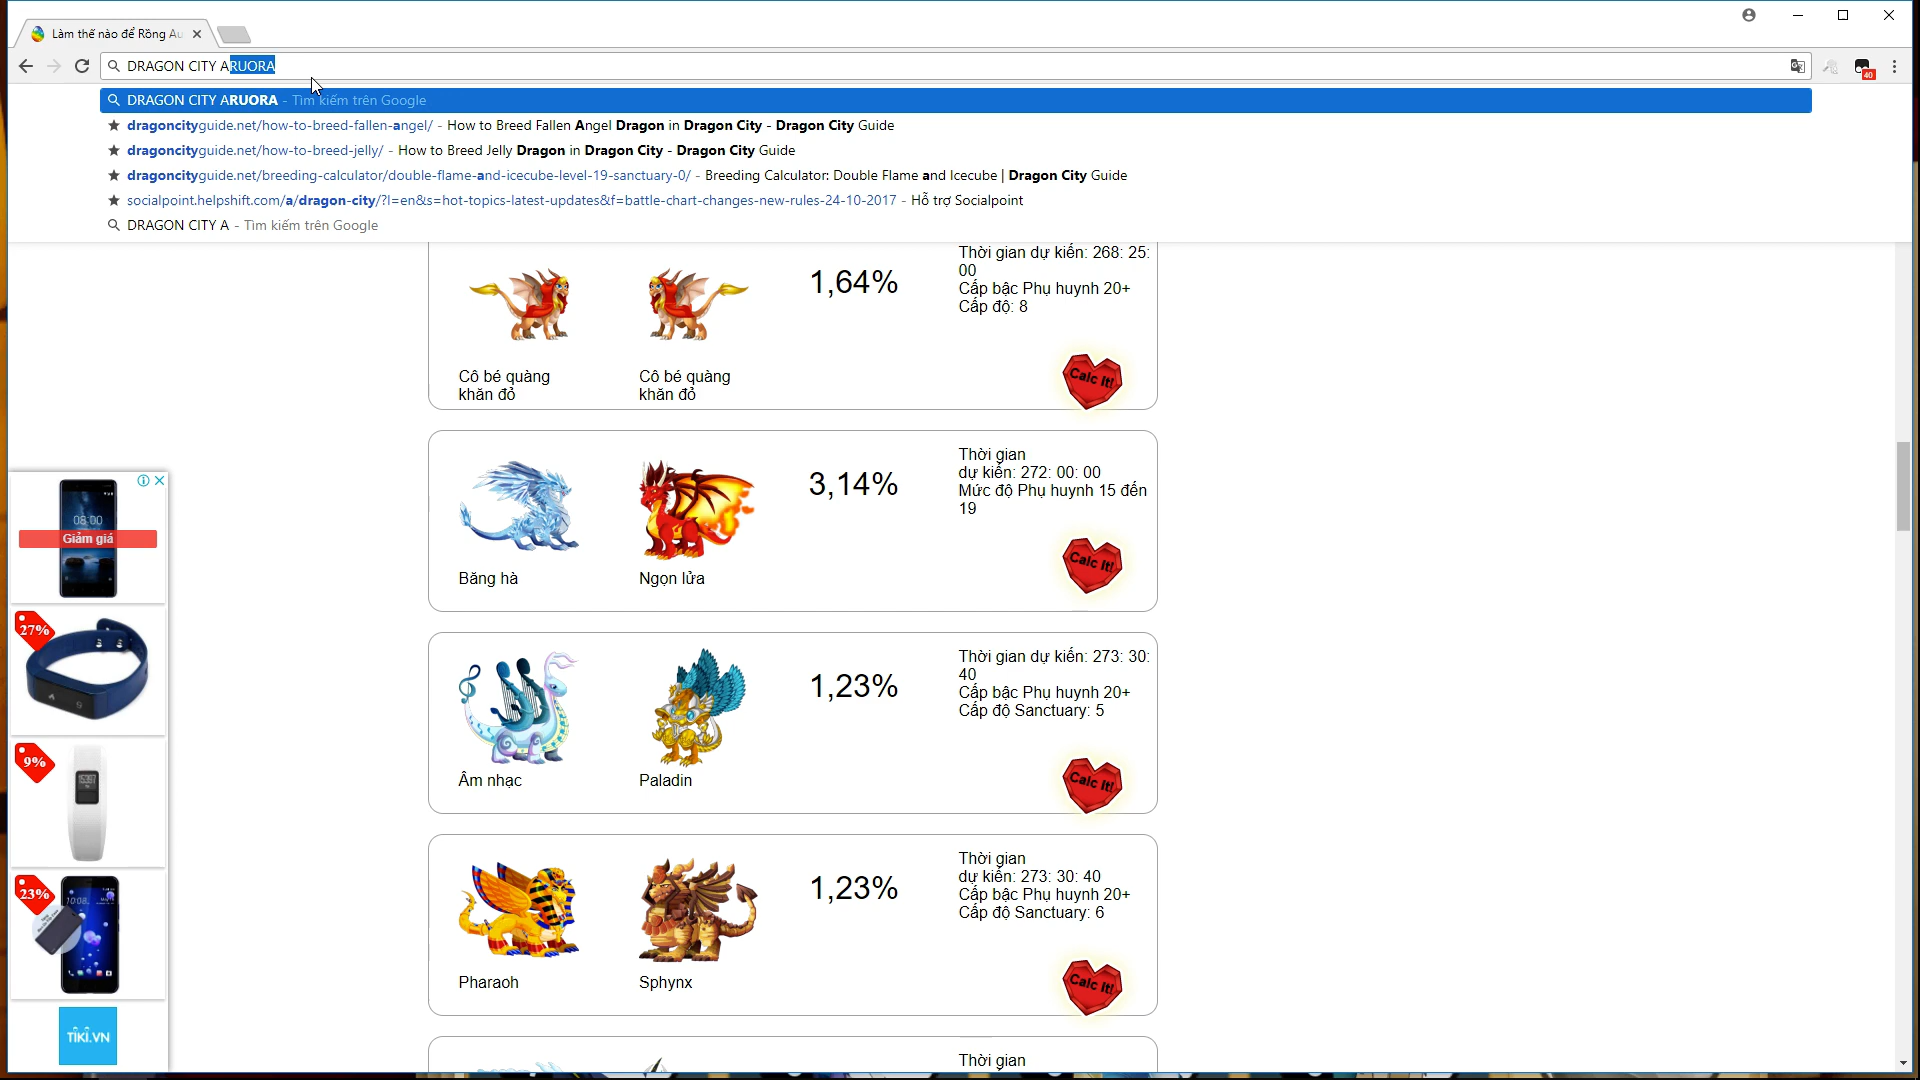 Làm thế nào để Rồng Au
DRAGON CITY ARUORA
40
DRAGON CITY ARUORA - Tìm kiếm trên Google
dragoncityguide.net/how-to-breed-fallen-angel/ - How to Breed Fallen Angel Dragon in Dragon City - Dragon City Guide
dragoncityguide.net/how-to-breed-jelly/ - How to Breed Jelly Dragon in Dragon City - Dragon City Guide
dragoncityguide.net/breeding-calculator/double-flame-and-icecube-level-19-sanctuary-0/ - Breeding Calculator: Double Flame and Icecube | Dragon City Guide
socialpoint.helpshift.com/a/dragon-city/?l=en&s=hot-topics-latest-updates&f=battle-chart-changes-new-rules-24-10-2017 - Hỗ trợ Socialpoint
DRAGON CITY A - Tìm kiếm trên Google
Thời gian dự kiến: 268: 25:
00
Cấp bậc Phụ huynh 20+
Cấp độ: 8
1,64%
Cô bé quàng
khăn đỏ
Cô bé quàng
khăn đỏ
Calc it!
Thời gian
dự kiến: 272: 00: 00
Mức độ Phụ huynh 15 đến
19
3,14%
Băng hà
Ngọn lửa
Calc it!
Thời gian dự kiến: 273: 30:
40
Cấp bậc Phụ huynh 20+
Cấp độ Sanctuary: 5
1,23%
Âm nhạc
Paladin
Calc it!
Thời gian
dự kiến: 273: 30: 40
Cấp bậc Phụ huynh 20+
Cấp độ Sanctuary: 6
1,23%
Pharaoh
Sphynx
Calc it!
Thời gian
08:00
Giảm giá
27%
9%
23%
10:08
TIKI.VN